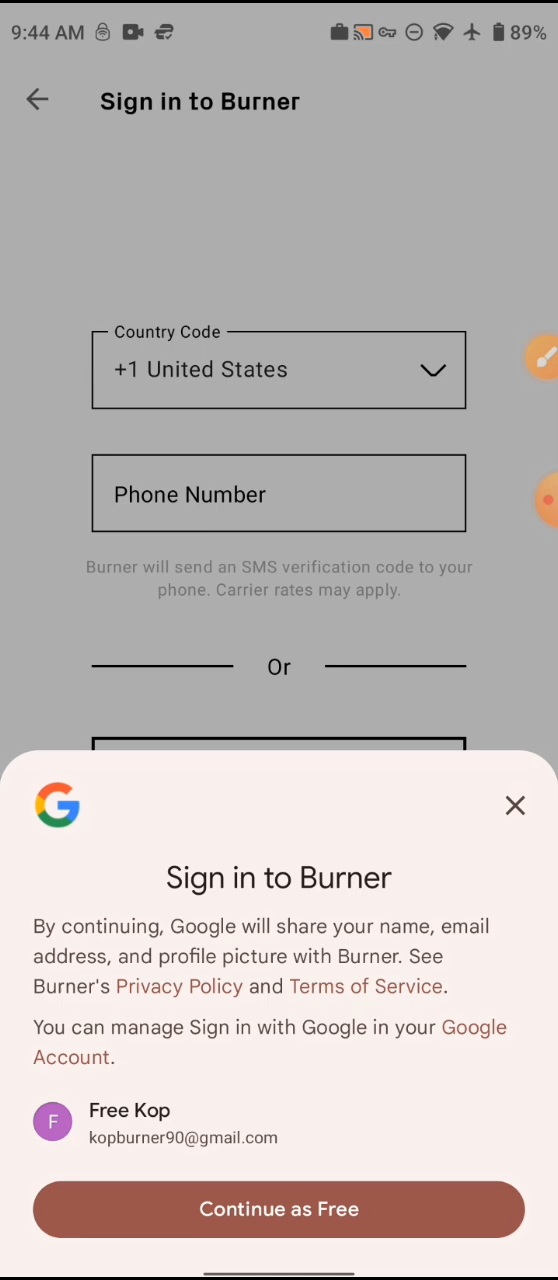 9:44 AM
89%
Sign in to Burner
Country Code
+1 United States
Phone Number
Burner will send an SMS verification code to your
phone. Carrier rates may apply.
Or
Sign in to Burner
By continuing, Google will share your name, email
address, and profile picture with Burner. See
Burner's Privacy Policy and Terms of Service.
You can manage Sign in with Google in your Google
Account.
F
Free Kop
kopburner90@gmail.com
Continue as Free